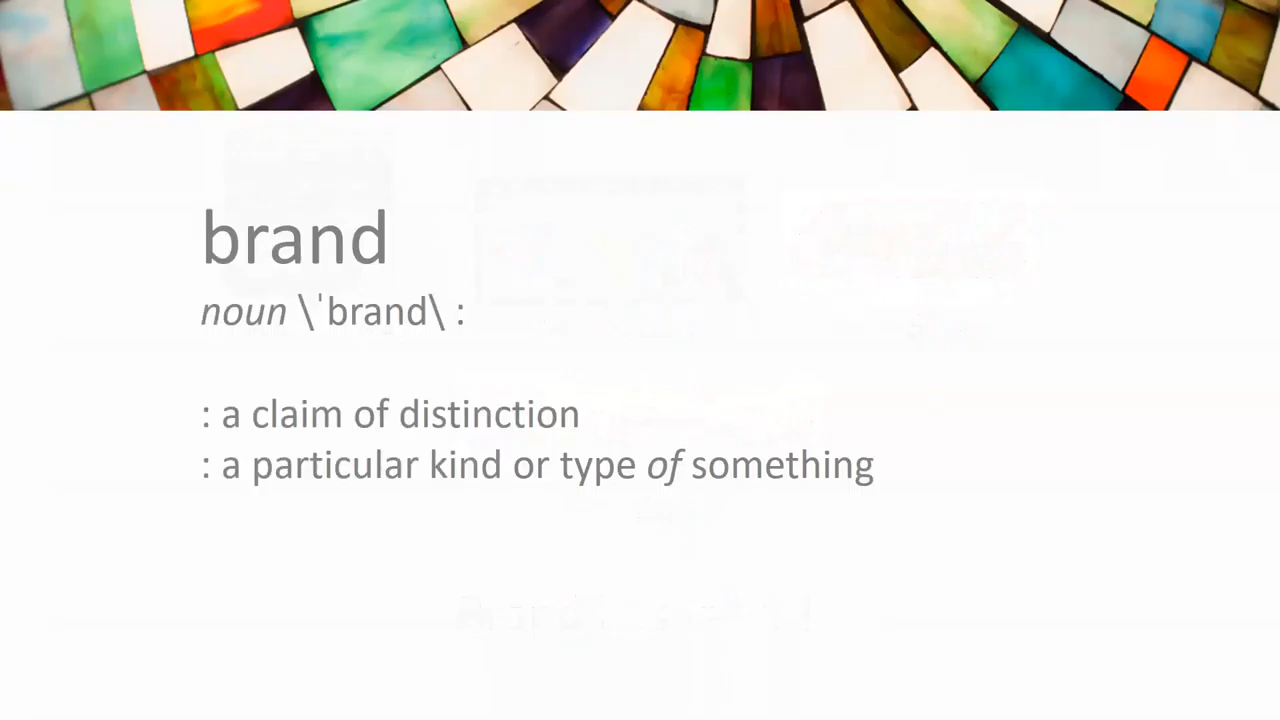 brand
noun \ˈbrand\ :
: a claim of distinction
: a particular kind or type of something